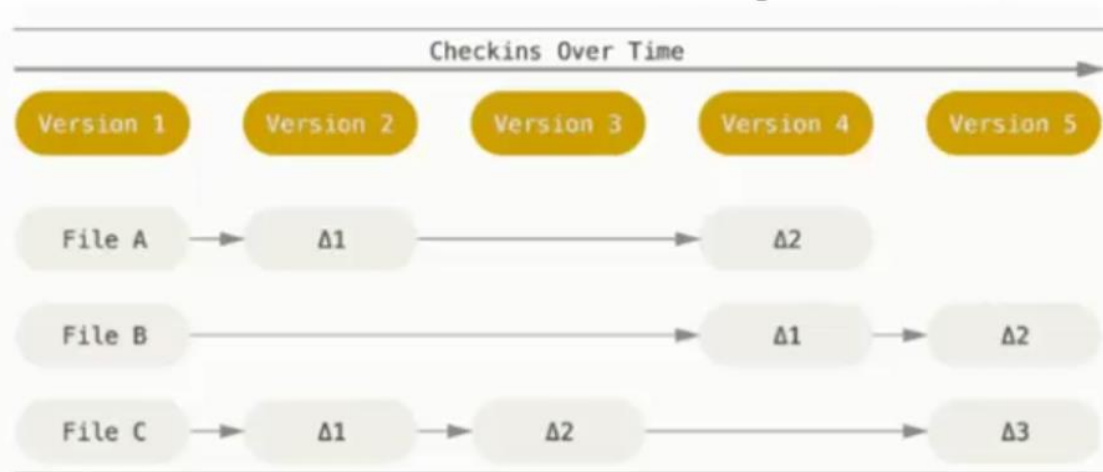 Checkins Over Time
Version 1 Version 2 Version 3 Version 4 Version 5
File A Δ1 Δ2
File B Δ1 Δ2
File C Δ1 Δ2 Δ3